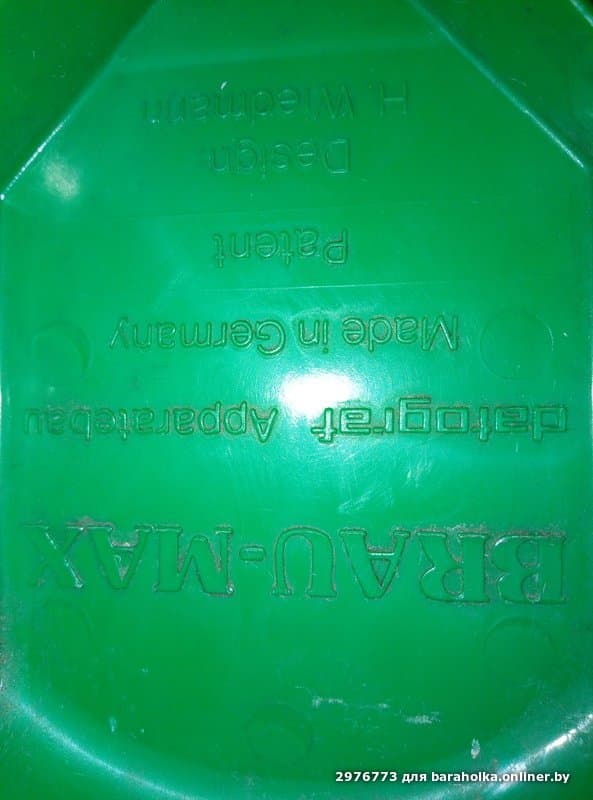 BRAU-MAX
datograf Apparatebau
Made in Germany
Patent
Design:
H. Wiedmann
2976773 для baraholka.onliner.by